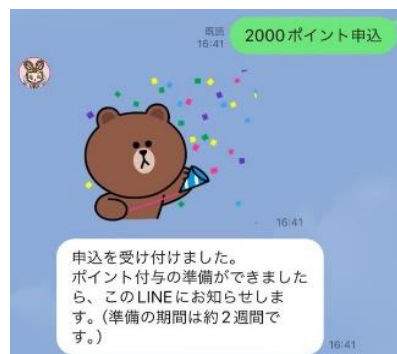 2000ポイント申込
既読
16:41
16:41
申込を受け付けました。
ポイント付与の準備ができました
ら、このLINEにお知らせしま
す。(準備の期間は約2週間で
す。)
16:41